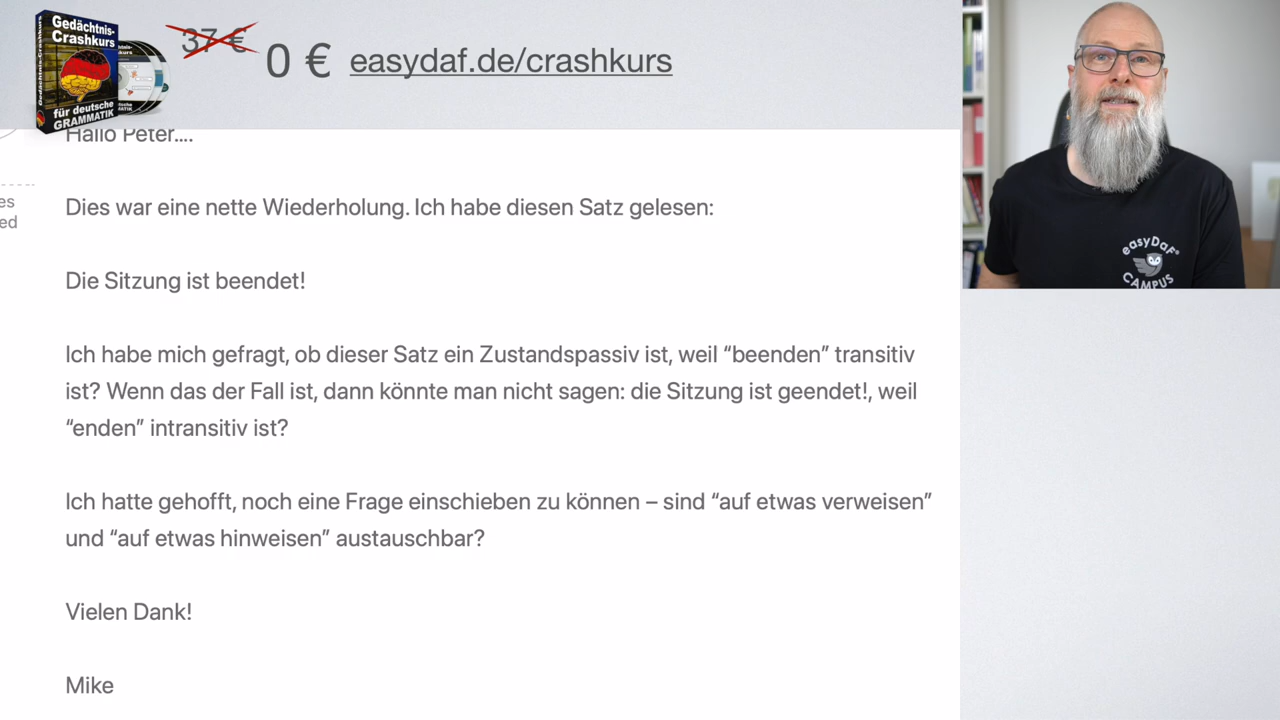 Gedächtnis-
Crashkurs
für deutsche
GRAMMATIK
37 €
0 €
easydaf.de/crashkurs
Hallo Peter....
es
ed
Dies war eine nette Wiederholung. Ich habe diesen Satz gelesen:
Die Sitzung ist beendet!
Ich habe mich gefragt, ob dieser Satz ein Zustandspassiv ist, weil “beenden” transitiv
ist? Wenn das der Fall ist, dann könnte man nicht sagen: die Sitzung ist geendet!, weil
“enden” intransitiv ist?
Ich hatte gehofft, noch eine Frage einschieben zu können – sind “auf etwas verweisen”
und “auf etwas hinweisen” austauschbar?
Vielen Dank!
Mike
easyDaF®
CAMPUS